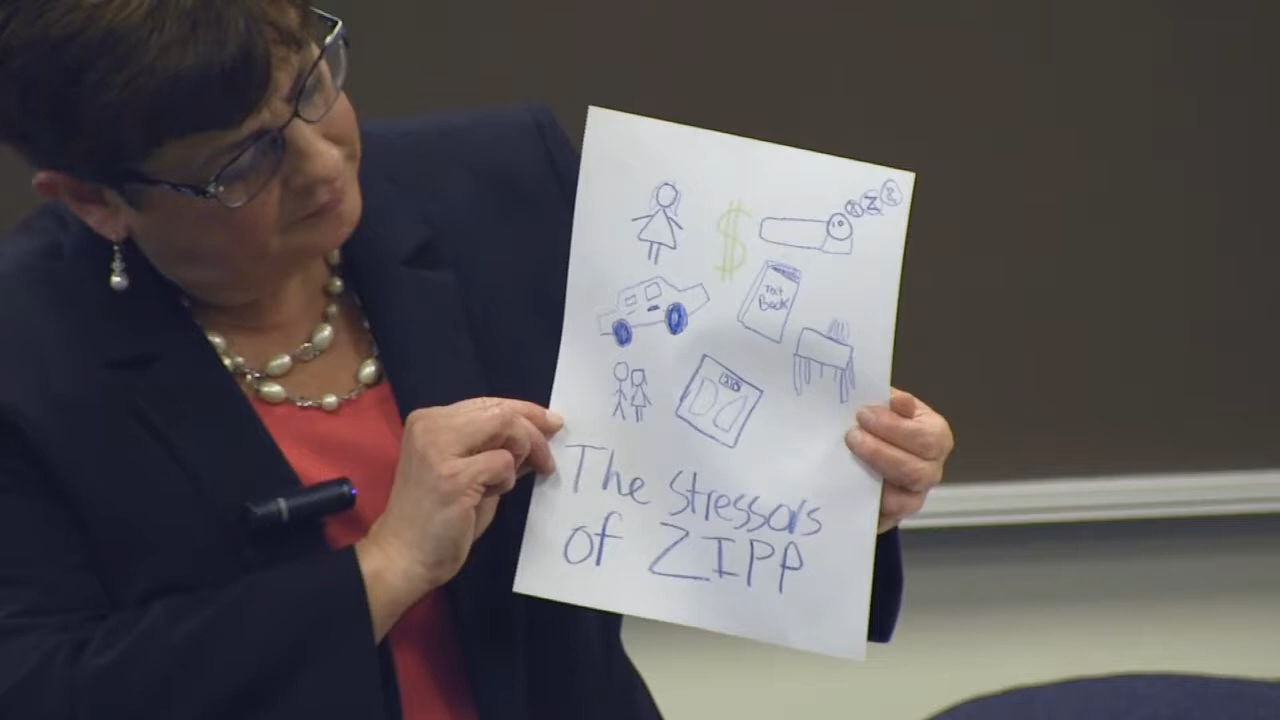 Z Z Z
$
Text
Book
The Stressors
of ZIPP